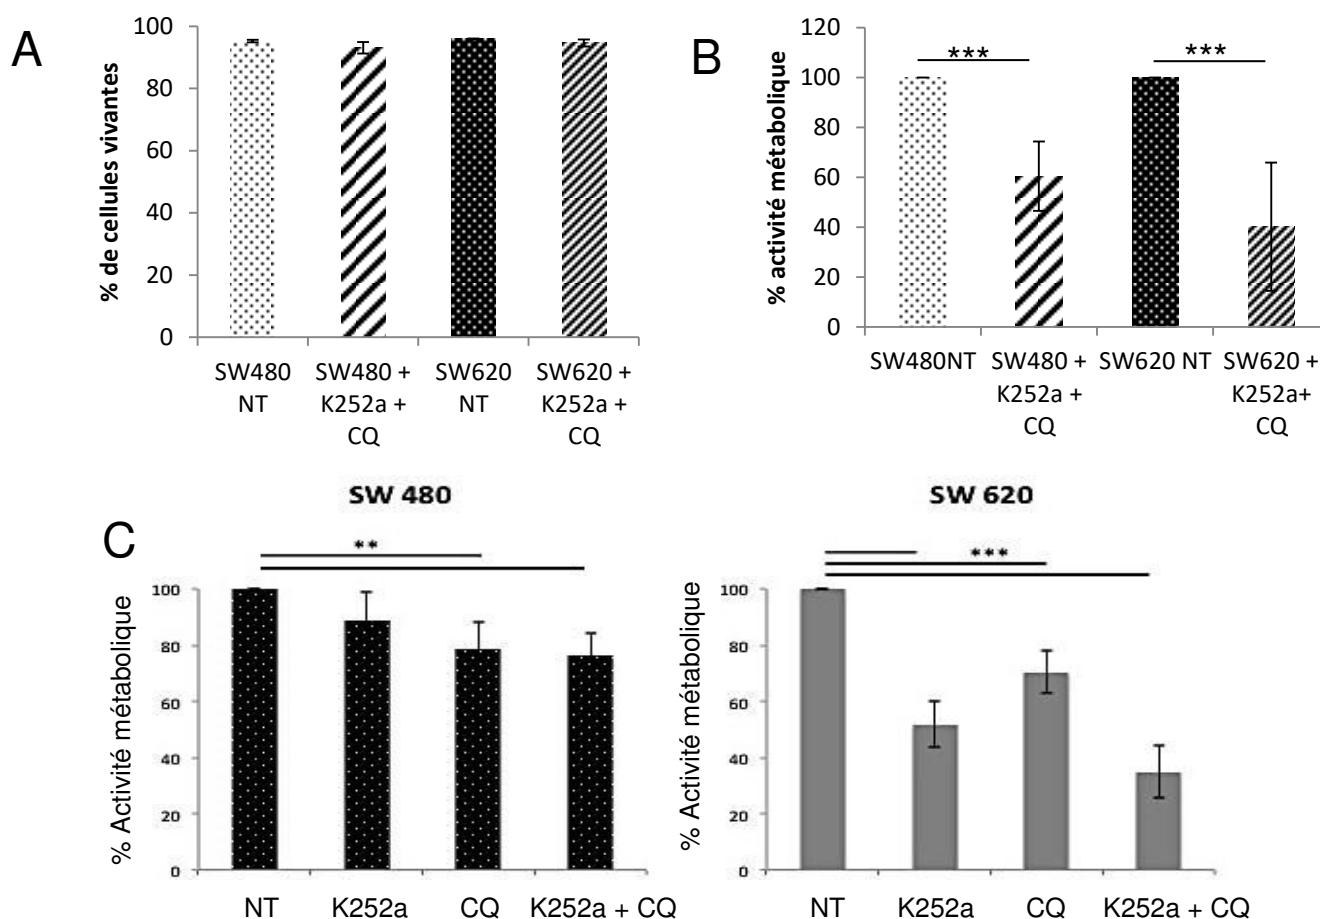 A
% de cellules vivantes
100
80
60
40
20
0
SW480
NT
SW480 +
K252a +
CQ
SW620
NT
SW620 +
K252a +
CQ
B
% activité métabolique
120
100
80
60
40
20
0
***
***
SW480NT
SW480 +
K252a +
CQ
SW620 NT
SW620 +
K252a+
CQ
C
SW 480
% Activité métabolique
100
80
60
40
20
0
**
NT
K252a
CQ
K252a + CQ
SW 620
% Activité métabolique
100
80
60
40
20
0
***
NT
K252a
CQ
K252a + CQ